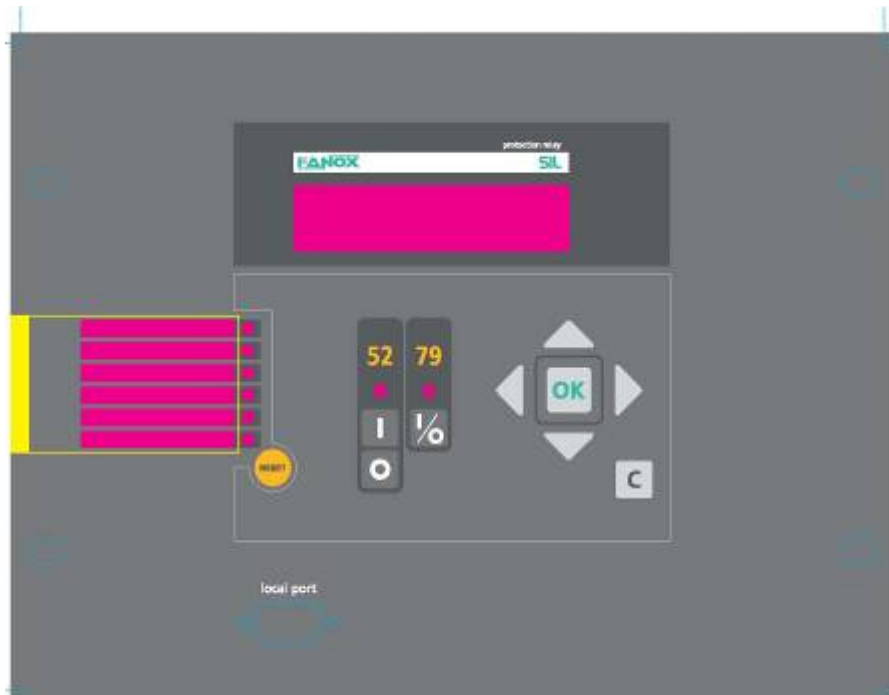 protection relay
FANOX SIL
52 79
I I/O
O
OK
RESET
C
local port